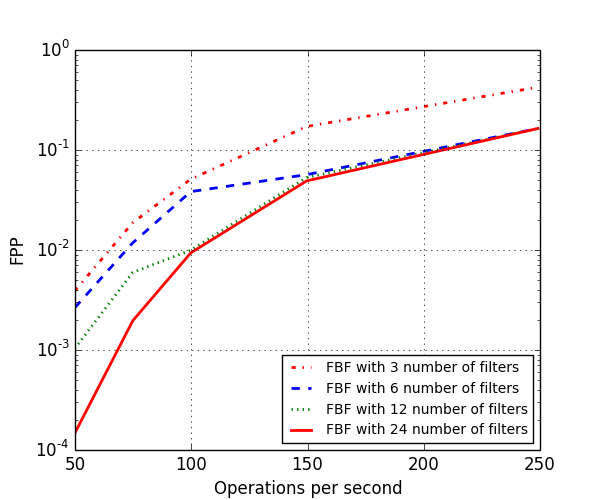 10^0
10^-1
10^-2
10^-3
10^-4
FPP
FBF with 3 number of filters
FBF with 6 number of filters
FBF with 12 number of filters
FBF with 24 number of filters
50 100 150 200 250
Operations per second